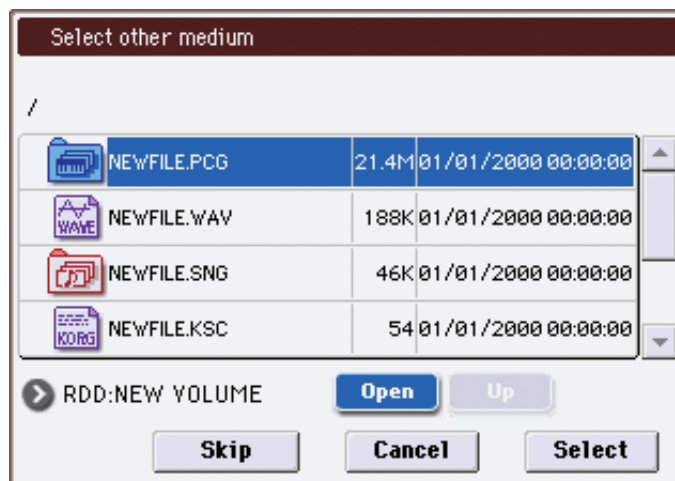 Select other medium
/
NEWFILE.PCG 21.4M 01/01/2000 00:00:00
WAVE NEWFILE.WAV 188K 01/01/2000 00:00:00
NEWFILE.SNG 46K 01/01/2000 00:00:00
KORG NEWFILE.KSC 54 01/01/2000 00:00:00
RDD:NEW VOLUME Open Up
Skip Cancel Select